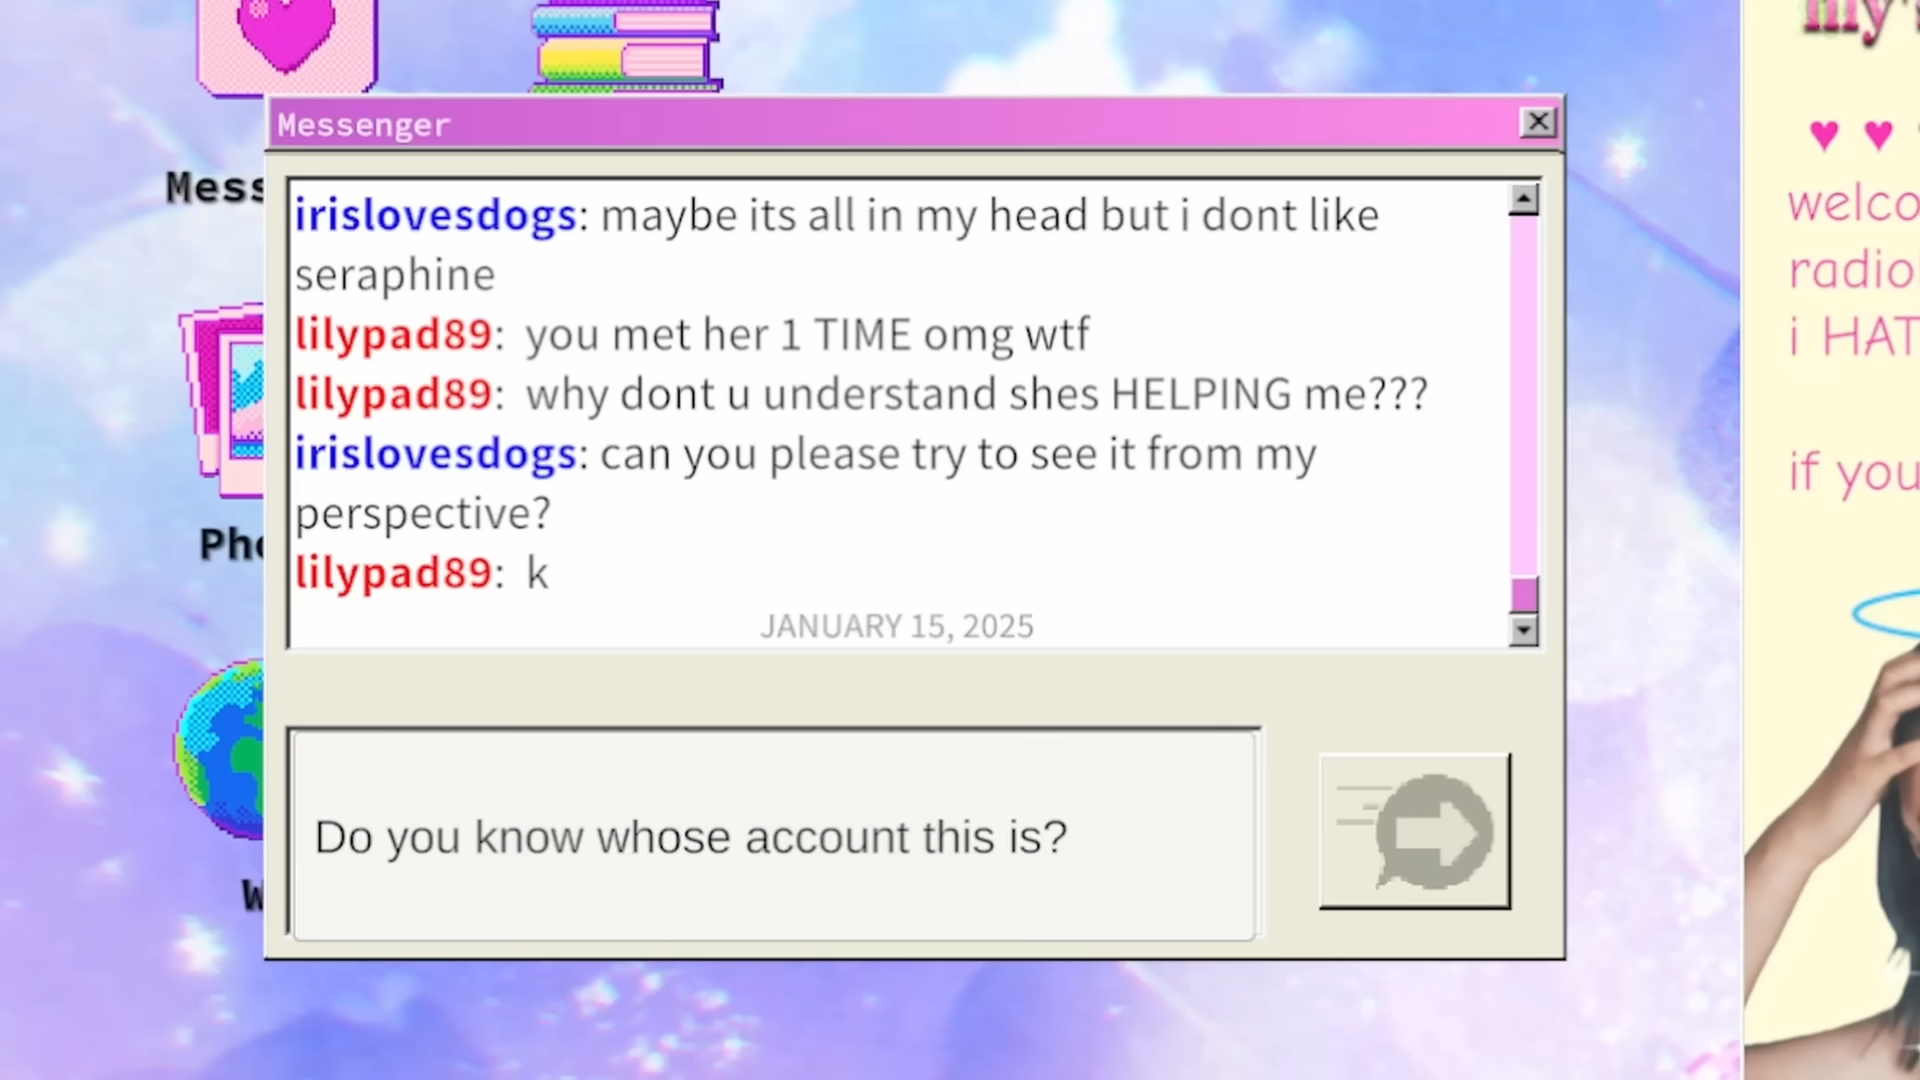 lily's
Messenger
irislovesdogs: maybe its all in my head but i dont like
seraphine
lilypad89: you met her 1 TIME omg wtf
lilypad89: why dont u understand shes HELPING me???
irislovesdogs: can you please try to see it from my
perspective?
lilypad89: k
JANUARY 15, 2025
Do you know whose account this is?
Mess
Pho
W
♥ ♥
welco
radio
i HAT
if you